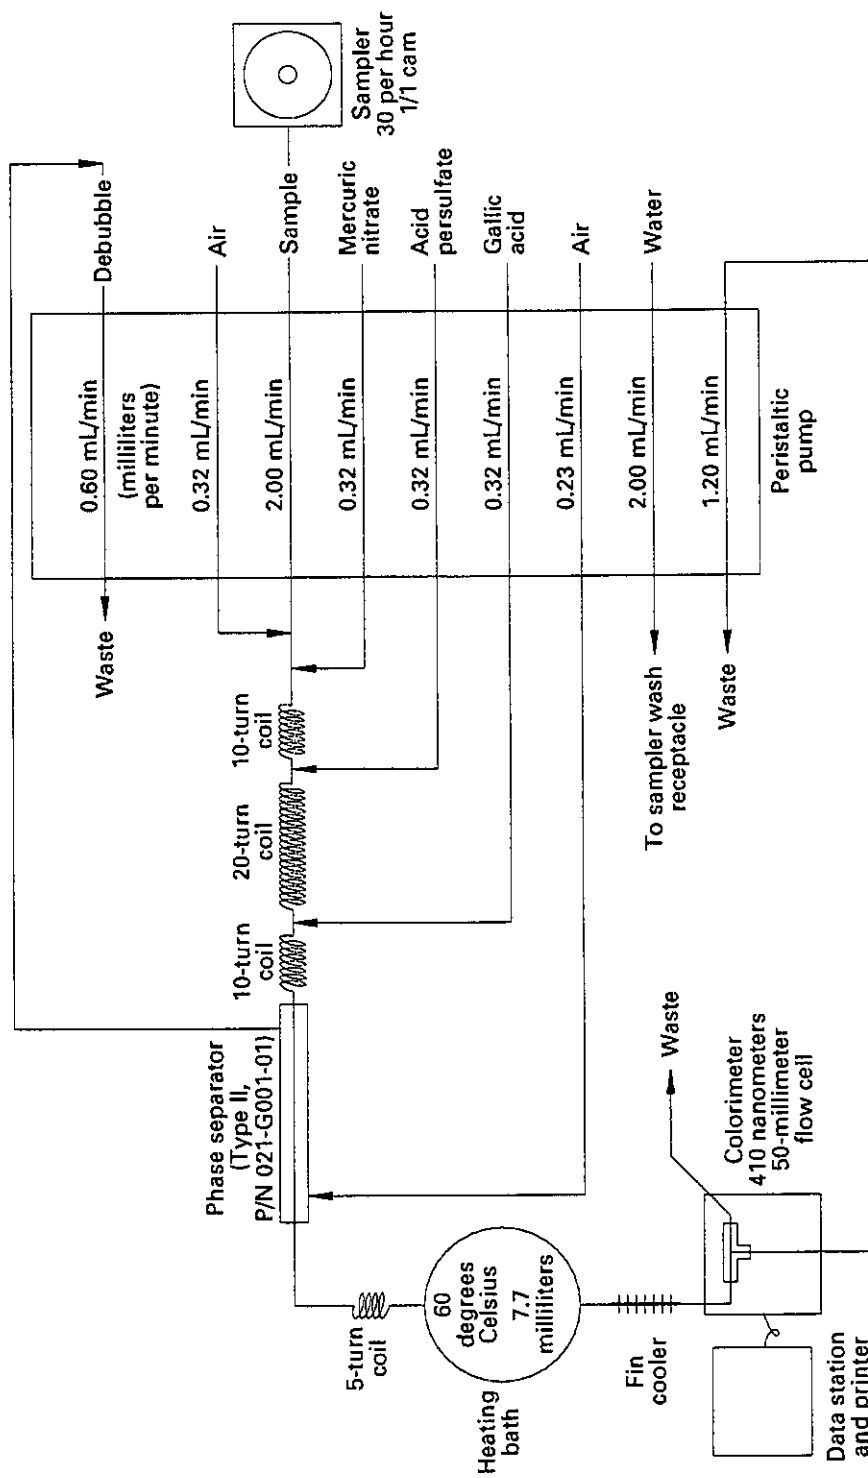 Sampler
30 per hour
1/1 cam
Debubble
Air
Sample
Mercuric
nitrate
Acid
persulfate
Gallic
acid
Air
Water
0.60 mL/min
(milliliters
per minute)
0.32 mL/min
2.00 mL/min
0.32 mL/min
0.32 mL/min
0.32 mL/min
0.23 mL/min
2.00 mL/min
1.20 mL/min
Peristaltic
pump
Waste
To sampler wash
receptacle
Waste
10-turn
coil
20-turn
coil
10-turn
coil
Phase separator
(Type II,
P/N 021-G001-01)
Waste
5-turn
coil
60
degrees
Celsius
7.7
milliliters
Heating
bath
Fin
cooler
Colorimeter
410 nanometers
50-millimeter
flow cell
Data station
and printer